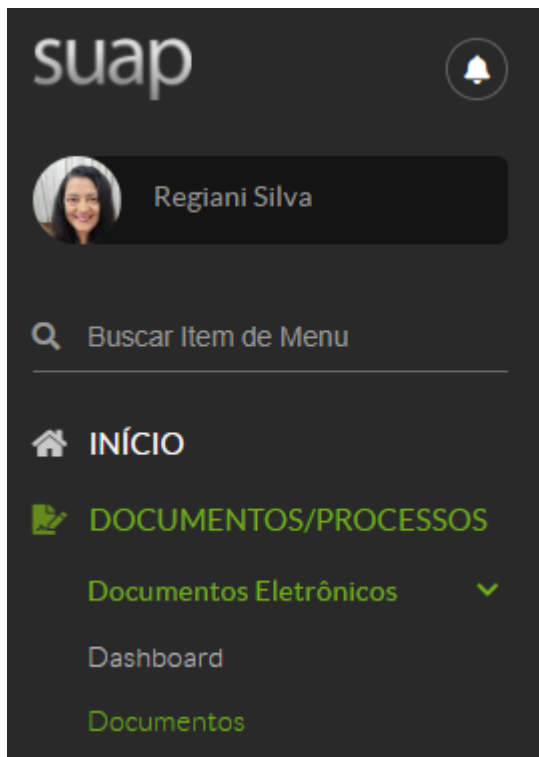 suap
Regiani Silva
Buscar Item de Menu
INÍCIO
DOCUMENTOS/PROCESSOS
Documentos Eletrônicos
Dashboard
Documentos